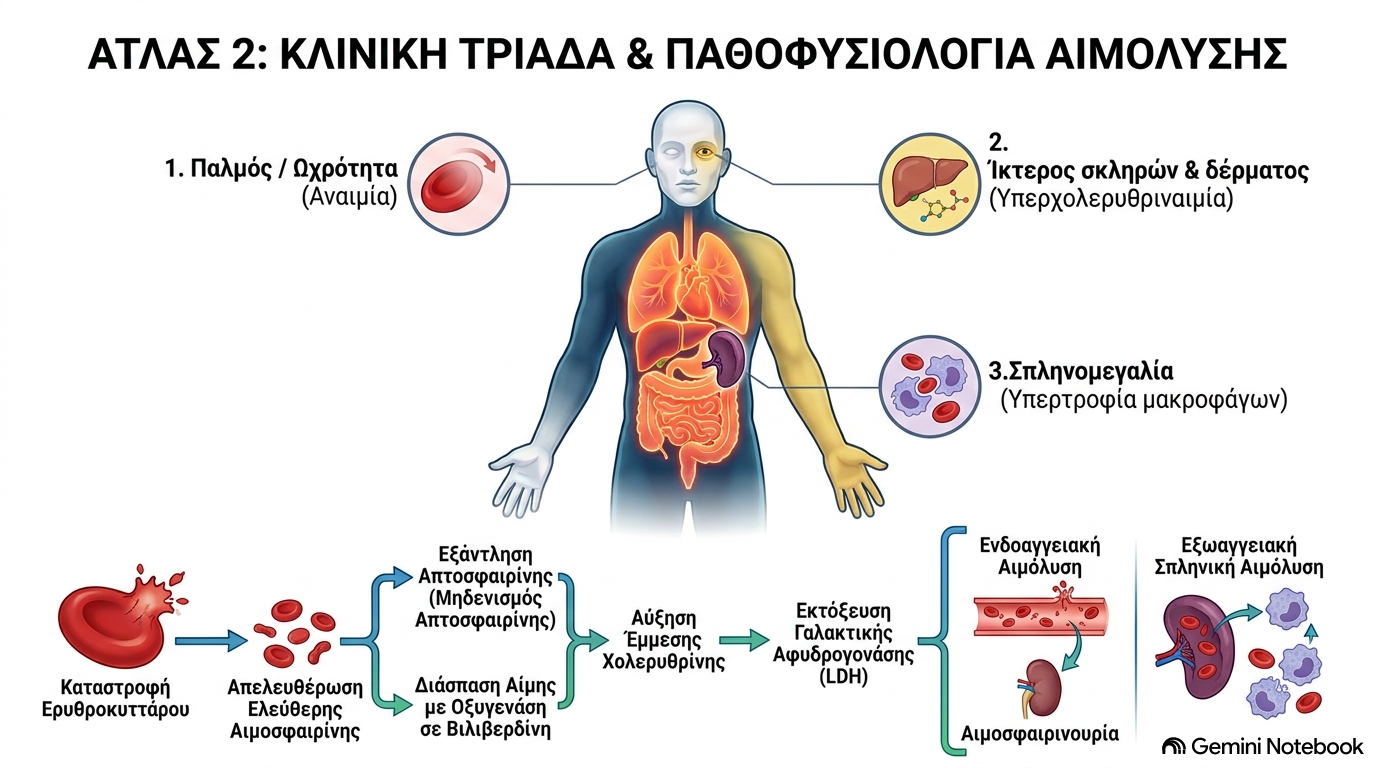 ΑΤΛΑΣ 2: ΚΛΙΝΙΚΗ ΤΡΙΑΔΑ & ΠΑΘΟΦΥΣΙΟΛΟΓΙΑ ΑΙΜΟΛΥΣΗΣ
1. Παλμός / Ωχρότητα
(Αναιμία)
2.
Ίκτερος σκληρών & δέρματος
(Υπερχολερυθριναιμία)
3.Σπληνομεγαλία
(Υπερτροφία μακροφάγων)
Καταστροφή
Ερυθροκυττάρου
Απελευθέρωση
Ελεύθερης
Αιμοσφαιρίνης
Εξάντληση
Απτοσφαιρίνης
(Μηδενισμός
Απτοσφαιρίνης)
Διάσπαση Αίμης
με Οξυγενάση
σε Βιλιβερδίνη
Αύξηση
Έμμεσης
Χολερυθρίνης
Εκτόξευση
Γαλακτικής
Αφυδρογονάσης
(LDH)
Ενδοαγγειακή
Αιμόλυση
Αιμοσφαιρινουρία
Εξωαγγειακή
Σπληνική Αιμόλυση
Gemini Notebook